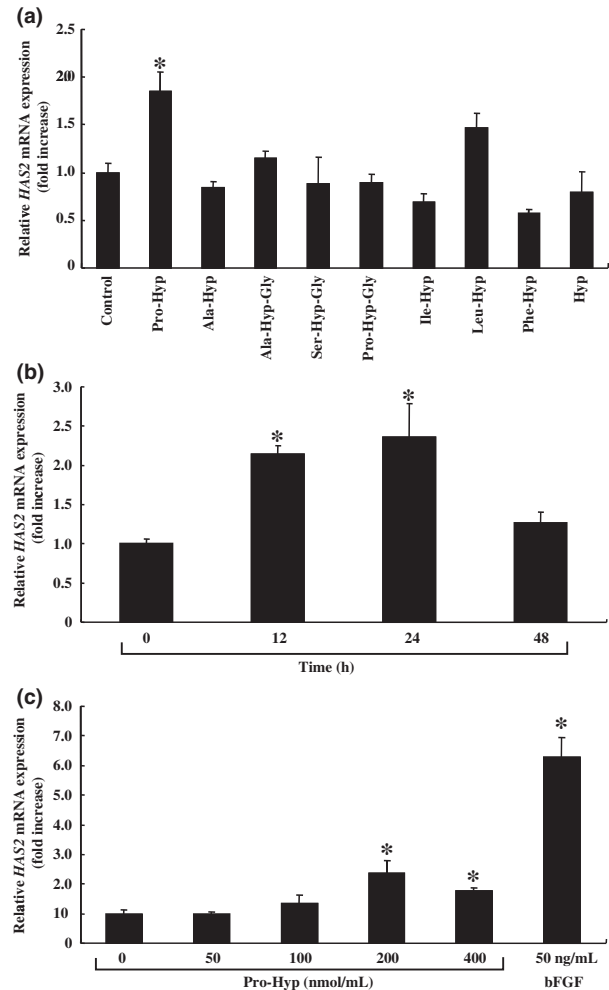 (a)
Relative HAS2 mRNA expression
(fold increase)
2.5
20
1.5
1.0
0.5
0
*
Control
Pro-Hyp
Ala-Hyp
Ala-Hyp-Gly
Ser-Hyp-Gly
Pro-Hyp-Gly
Ile-Hyp
Leu-Hyp
Phe-Hyp
Hyp
(b)
Relative HAS2 mRNA expression
(fold increase)
3.0
2.5
2.0
1.5
1.0
0.5
0
*
*
0 12 24 48
Time (h)
(c)
Relative HAS2 mRNA expression
(fold increase)
8.0
7.0
6.0
5.0
4.0
3.0
2.0
10
0
*
*
*
0 50 100 200 400 50 ng/mL
Pro-Hyp (nmol/mL) bFGF